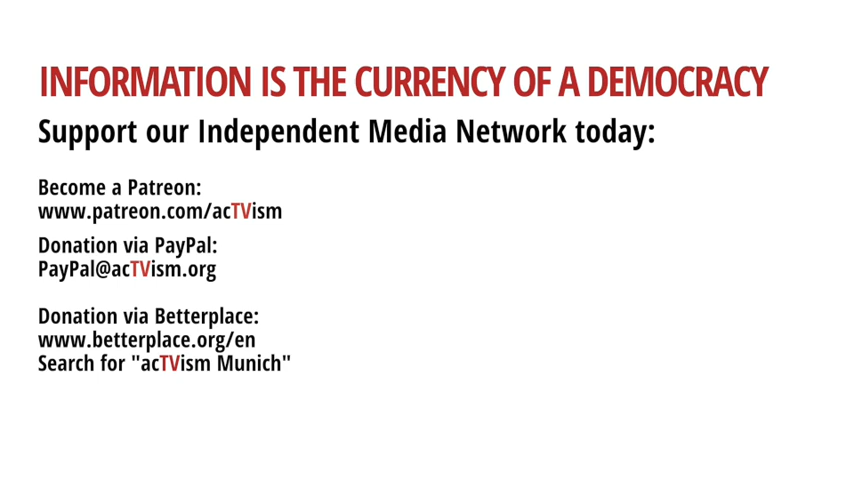 INFORMATION IS THE CURRENCY OF A DEMOCRACY
Support our Independent Media Network today:
Become a Patreon:
www.patreon.com/acTVism
Donation via PayPal:
PayPal@acTVism.org
Donation via Betterplace:
www.betterplace.org/en
Search for "acTVism Munich"